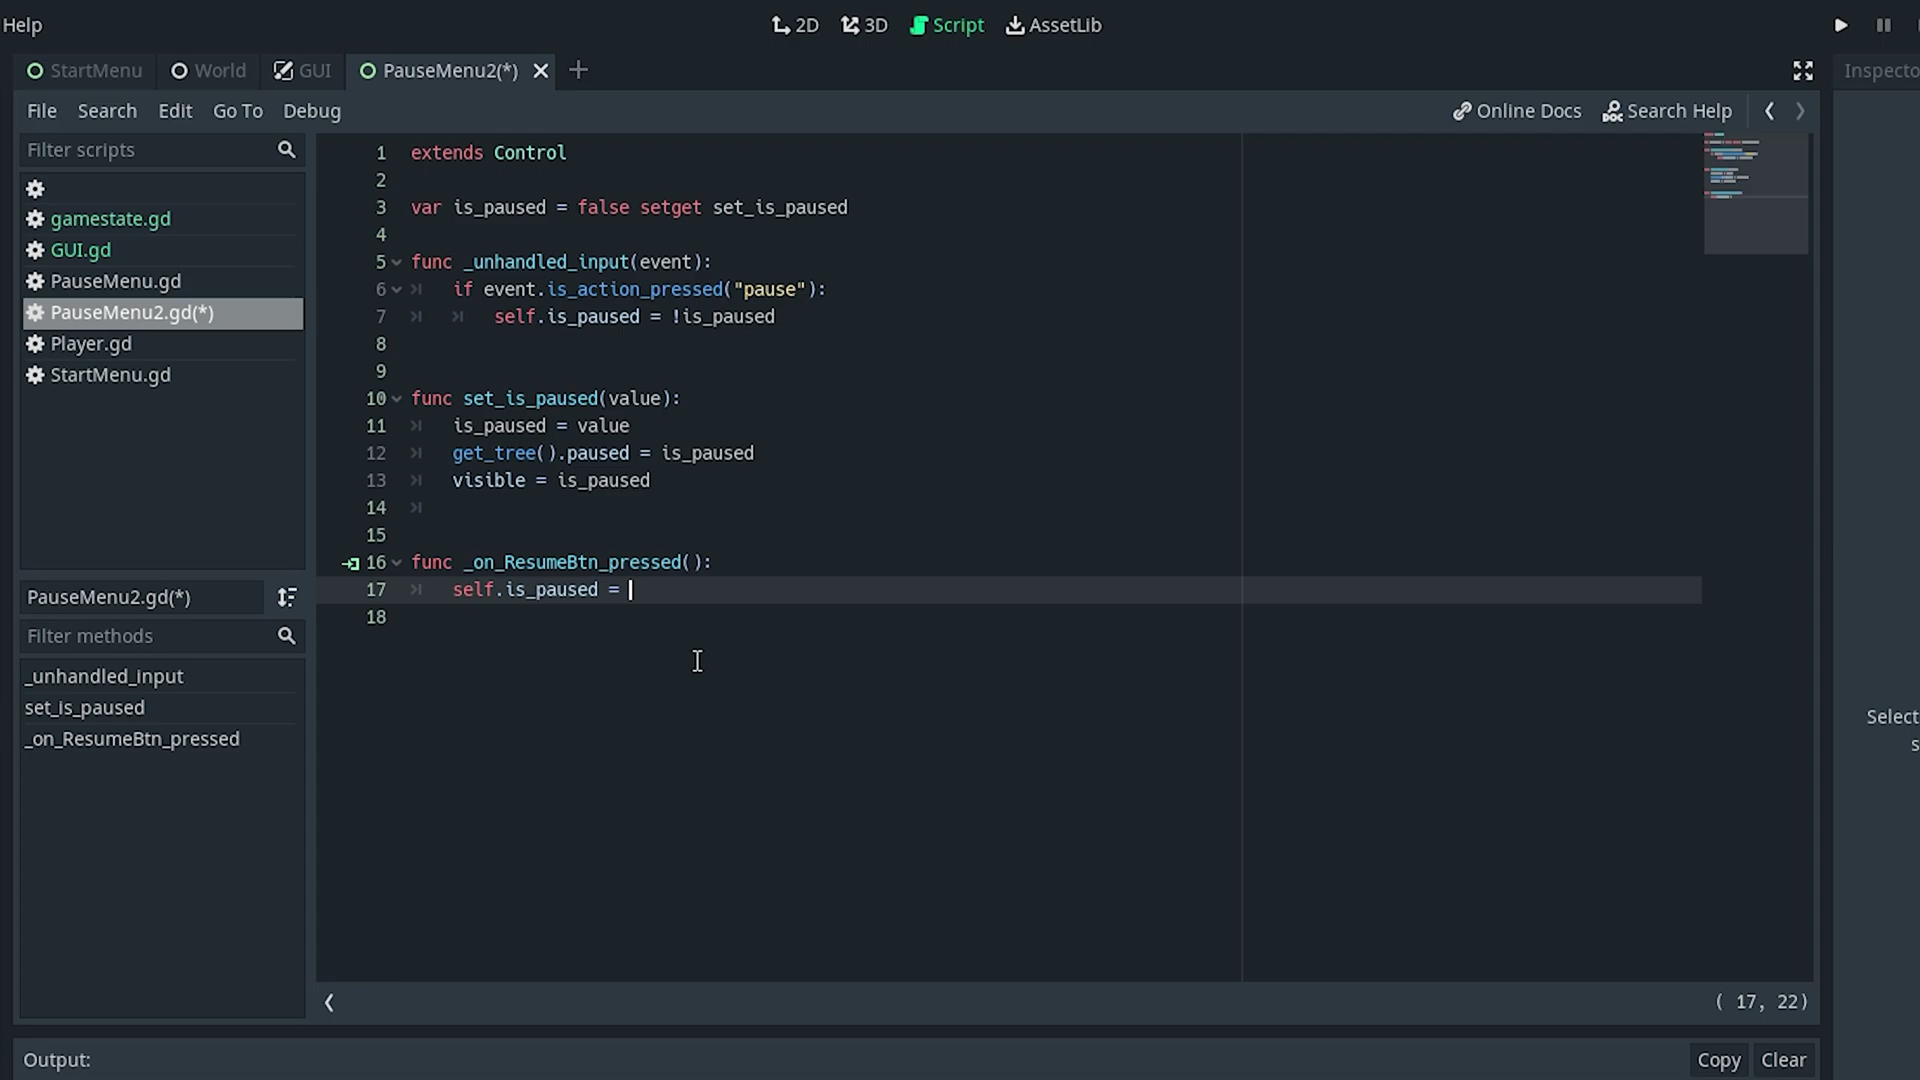 Help
2D 3D Script AssetLib
StartMenu World GUI PauseMenu2(*)
File Search Edit Go To Debug
Online Docs Search Help
Filter scripts
gamestate.gd
GUI.gd
PauseMenu.gd
PauseMenu2.gd(*)
Player.gd
StartMenu.gd
PauseMenu2.gd(*)
Filter methods
_unhandled_input
set_is_paused
_on_ResumeBtn_pressed
1 extends Control
2
3 var is_paused = false setget set_is_paused
4
5 func _unhandled_input(event):
6 if event.is_action_pressed("pause"):
7 self.is_paused = !is_paused
8
9
10 func set_is_paused(value):
11 is_paused = value
12 get_tree().paused = is_paused
13 visible = is_paused
14
15
16 func _on_ResumeBtn_pressed():
17 self.is_paused =
18
( 17, 22)
Inspecto
Select
s
Output:
Copy Clear